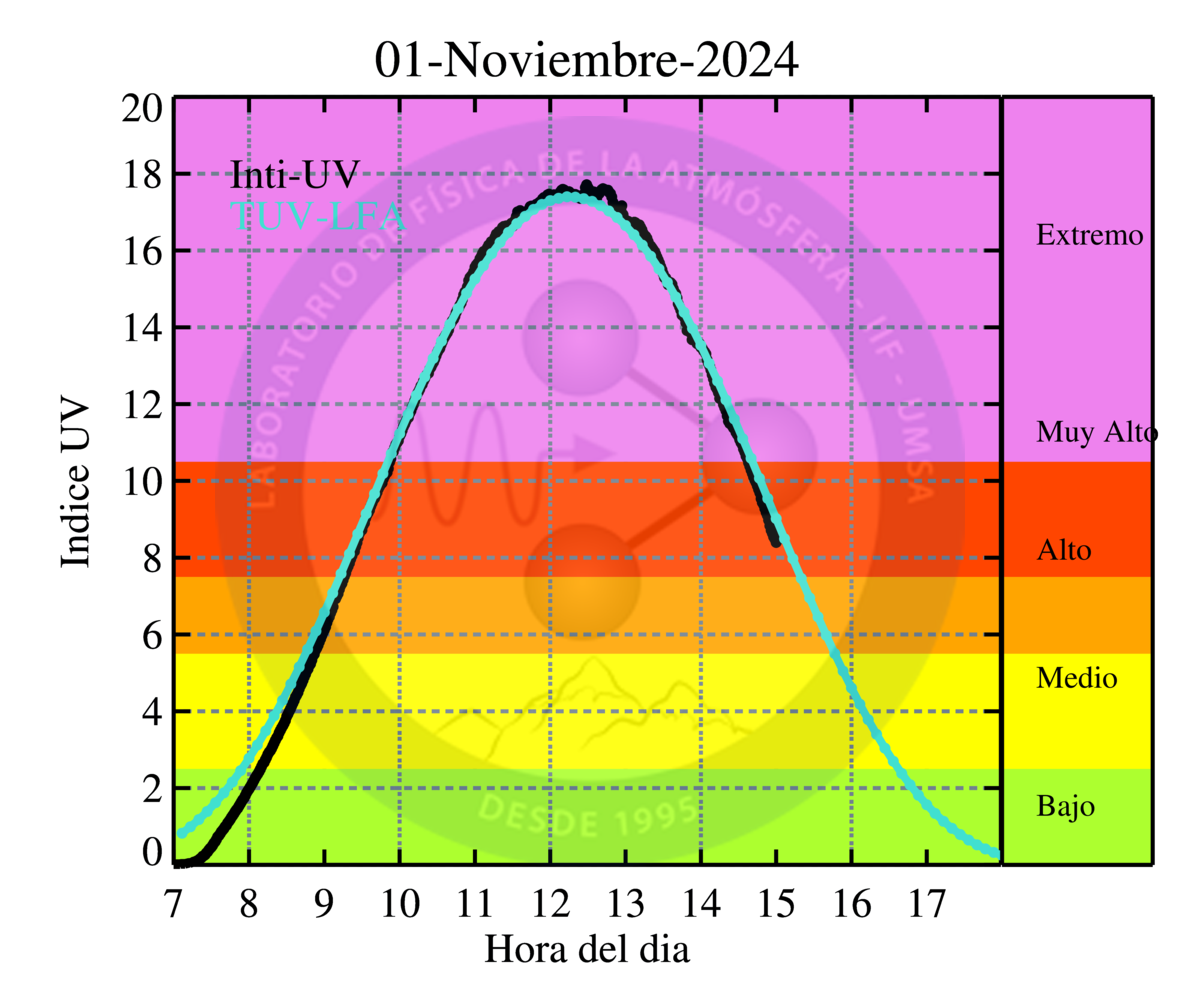 01-Noviembre-2024
Inti-UV
TUV-LFA
LABORATORIO DE FÍSICA DE LA ATMÓSFERA - IIF - UMSA
DESDE 1995
Indice UV
20
18
16
14
12
10
8
6
4
2
0
Extremo
Muy Alto
Alto
Medio
Bajo
7 8 9 10 11 12 13 14 15 16 17
Hora del dia